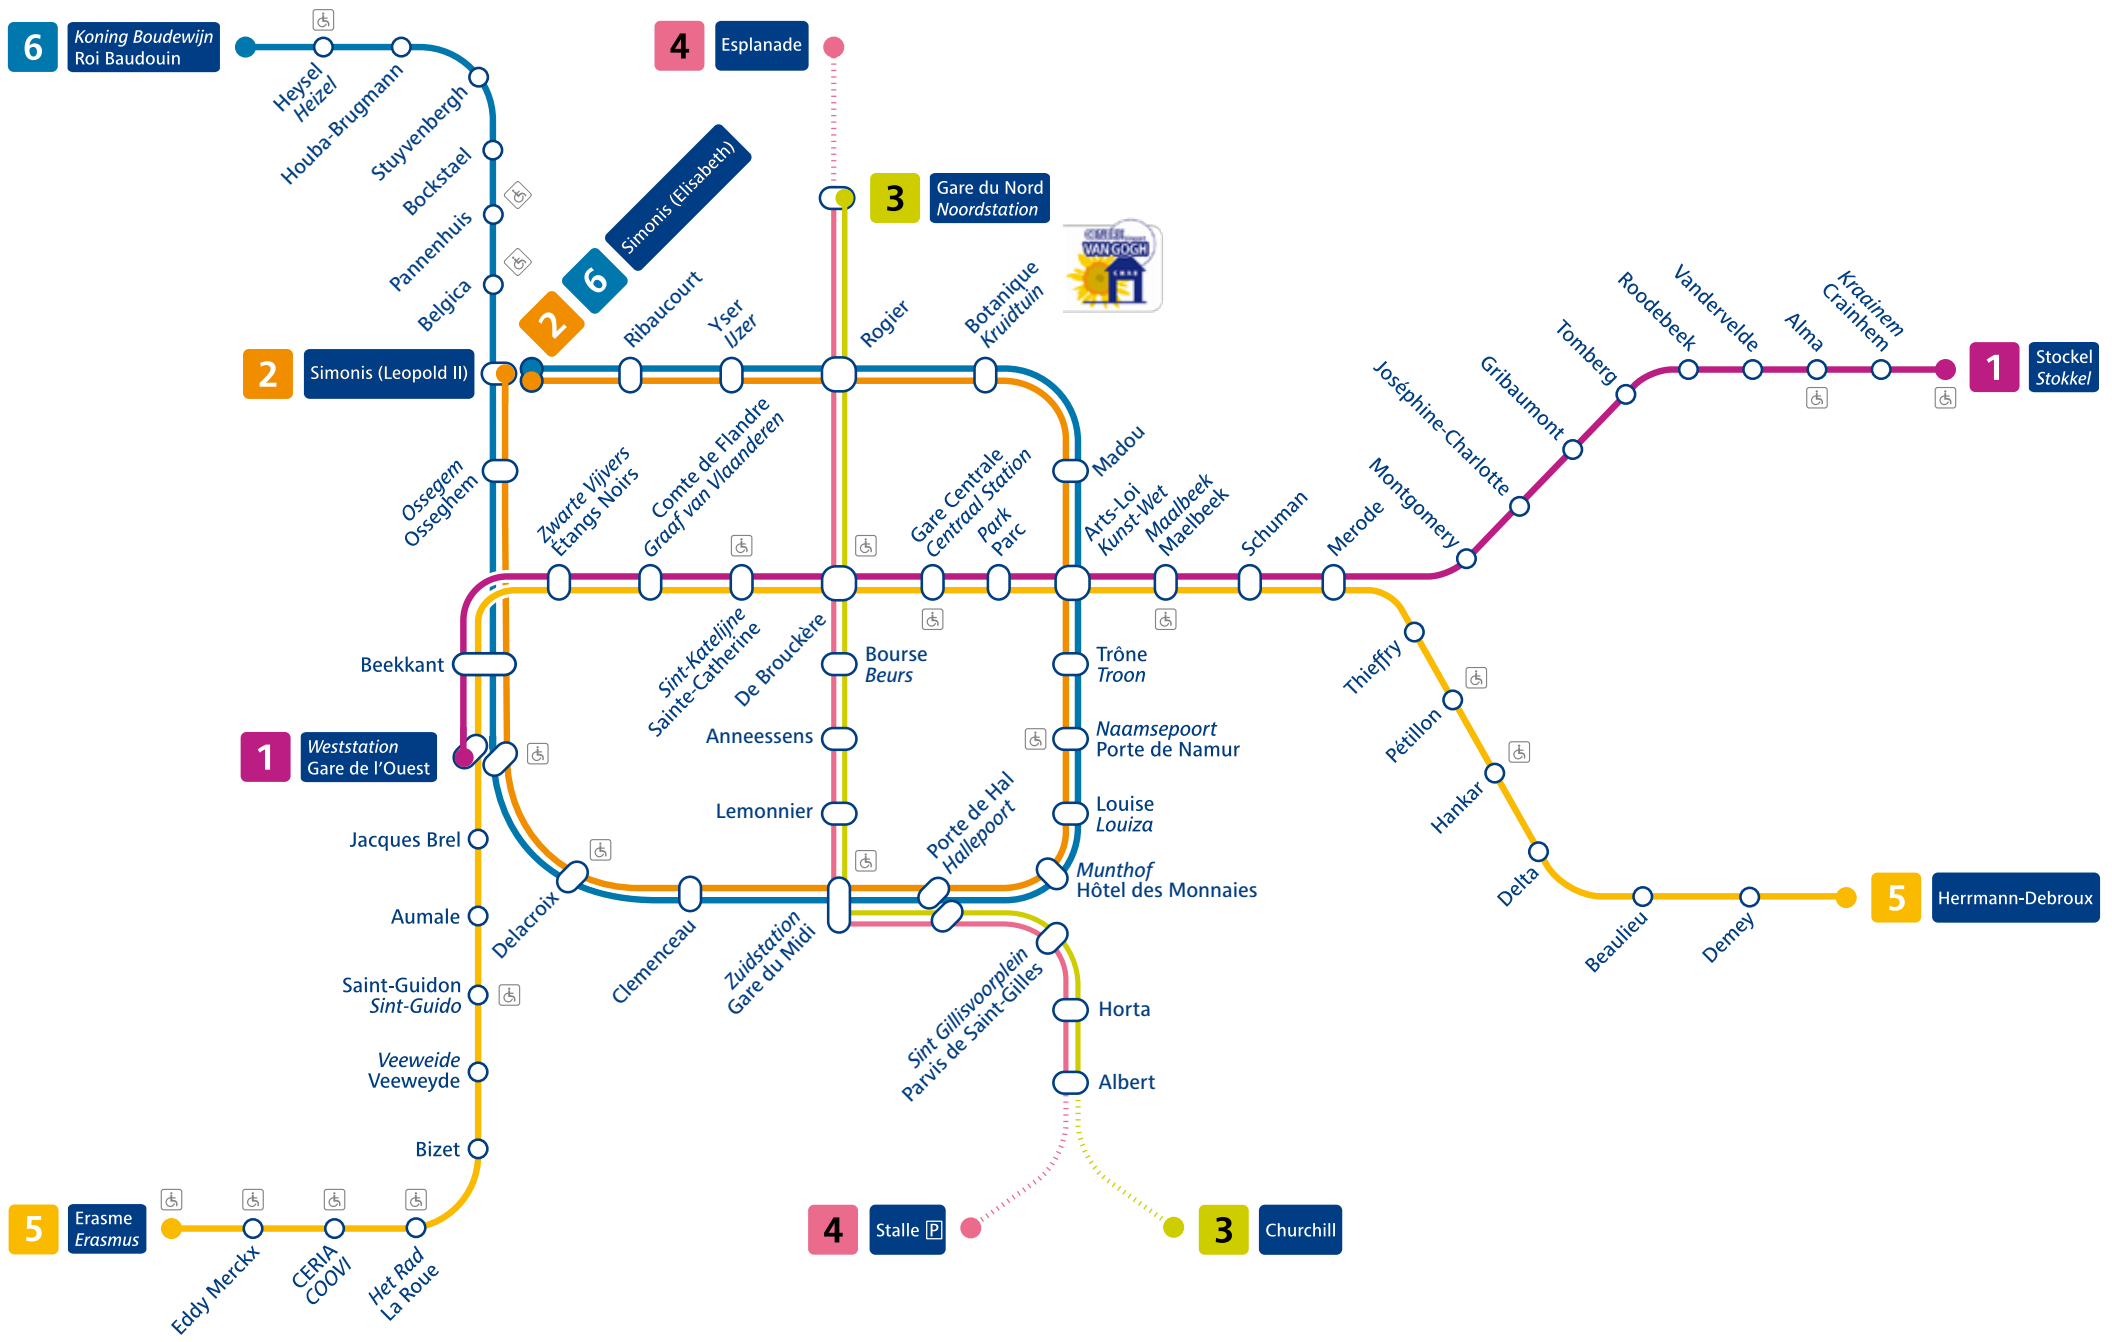 6
Koning Boudewijn
Roi Baudouin
Heysel
Heizel
Houba-Brugmann
Stuyvenbergh
Bockstael
Pannenhuis
Belgica
4
Esplanade
3
Gare du Nord
Noordstation
VAN GOGH
2
6
Simonis (Elisabeth)
2
Simonis (Leopold II)
Ribaucourt
Yser
IJzer
Rogier
Botanique
Kruidtuin
Madou
Ossegem
Osseghem
Zwarte Vijvers
Étangs Noirs
Comte de Flandre
Graaf van Vlaanderen
Sint-Katelijne
Sainte-Catherine
De Brouckère
Gare Centrale
Centraal Station
Park
Parc
Arts-Loi
Kunst-Wet
Maalbeek
Maelbeek
Schuman
Merode
Montgomery
Joséphine-Charlotte
Gribaumont
Tomberg
Roodebeek
Vandervelde
Alma
Kraainem
Crainhem
1
Stockel
Stokkel
Beekkant
1
Weststation
Gare de l’Ouest
Bourse
Beurs
Anneessens
Lemonnier
Trône
Troon
Naamsepoort
Porte de Namur
Louise
Louiza
Munthof
Hôtel des Monnaies
Porte de Hal
Hallepoort
Thieffry
Pétillon
Hankar
Delta
Beaulieu
Demey
5
Herrmann-Debroux
Jacques Brel
Aumale
Saint-Guidon
Sint-Guido
Veeweide
Veeweyde
Bizet
Delacroix
Clemenceau
Zuidstation
Gare du Midi
Sint Gillisvoorplein
Parvis de Saint-Gilles
Horta
Albert
5
Erasme
Erasmus
Eddy Merckx
CERIA
COOVI
Het Rad
La Roue
4
Stalle P
3
Churchill